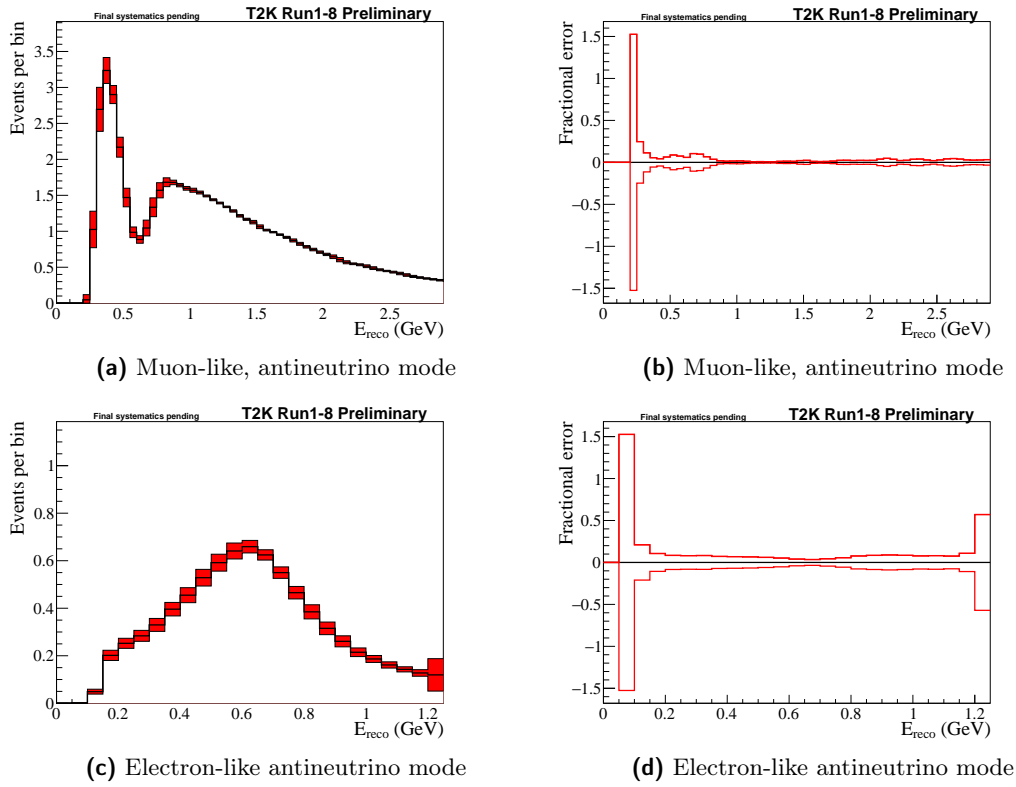 Final systematics pending T2K Run1-8 Preliminary
Events per bin
3.5
3
2.5
2
1.5
1
0.5
0
0 0.5 1 1.5 2 2.5
E_reco (GeV)
(a) Muon-like, antineutrino mode
Final systematics pending T2K Run1-8 Preliminary
Fractional error
1.5
1
0.5
0
−0.5
−1
−1.5
0 0.5 1 1.5 2 2.5
E_reco (GeV)
(b) Muon-like, antineutrino mode
Final systematics pending T2K Run1-8 Preliminary
Events per bin
1
0.8
0.6
0.4
0.2
0
0 0.2 0.4 0.6 0.8 1 1.2
E_reco (GeV)
(c) Electron-like antineutrino mode
Final systematics pending T2K Run1-8 Preliminary
Fractional error
1.5
1
0.5
0
−0.5
−1
−1.5
0 0.2 0.4 0.6 0.8 1 1.2
E_reco (GeV)
(d) Electron-like antineutrino mode